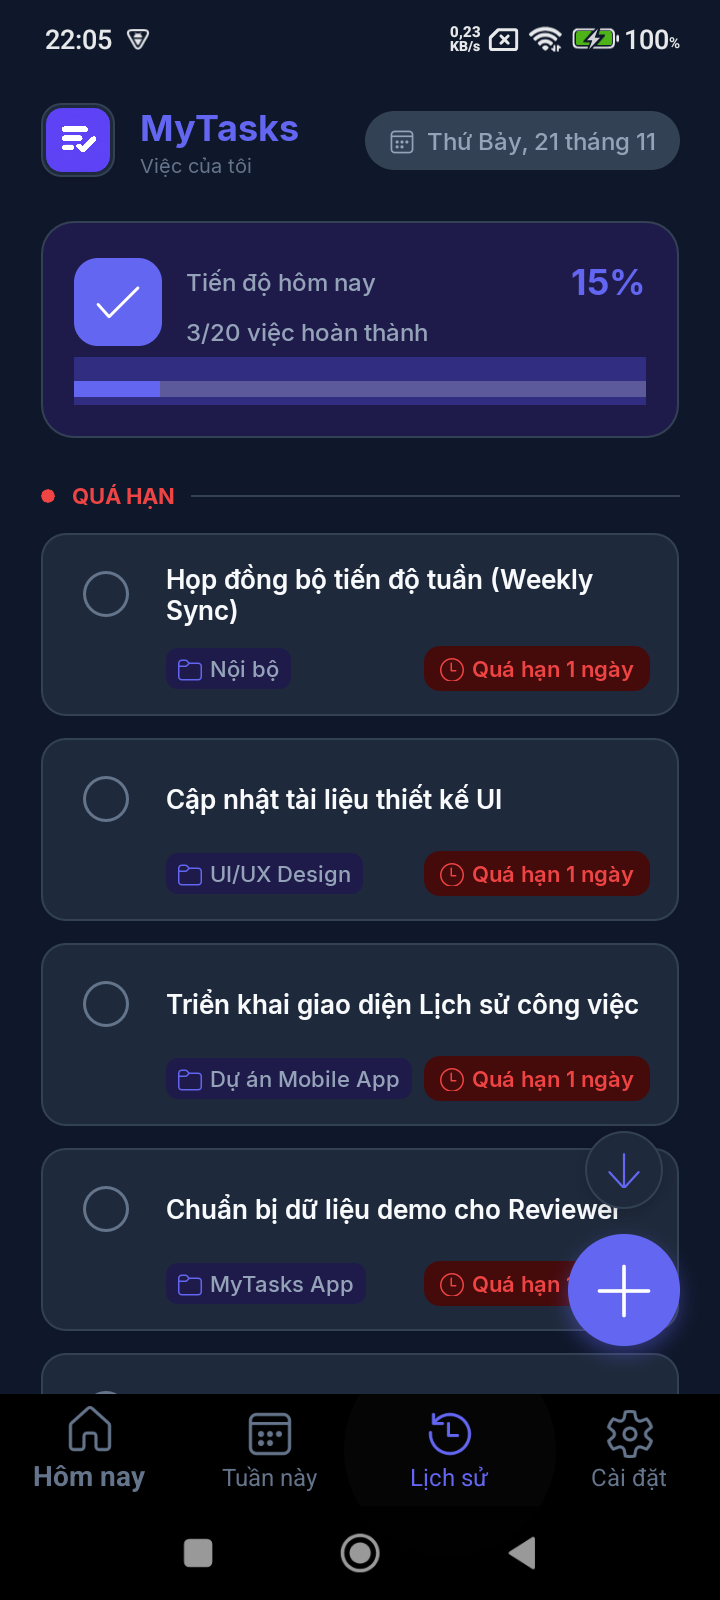 22:05
0,23
KB/s
100%
MyTasks
Việc của tôi
Thứ Bảy, 21 tháng 11
Tiến độ hôm nay
15%
3/20 việc hoàn thành
QUÁ HẠN
Họp đồng bộ tiến độ tuần (Weekly
Sync)
Nội bộ
Quá hạn 1 ngày
Cập nhật tài liệu thiết kế UI
UI/UX Design
Quá hạn 1 ngày
Triển khai giao diện Lịch sử công việc
Dự án Mobile App
Quá hạn 1 ngày
Chuẩn bị dữ liệu demo cho Reviewer
MyTasks App
Quá hạn
Hôm nay
Tuần này
Lịch sử
Cài đặt